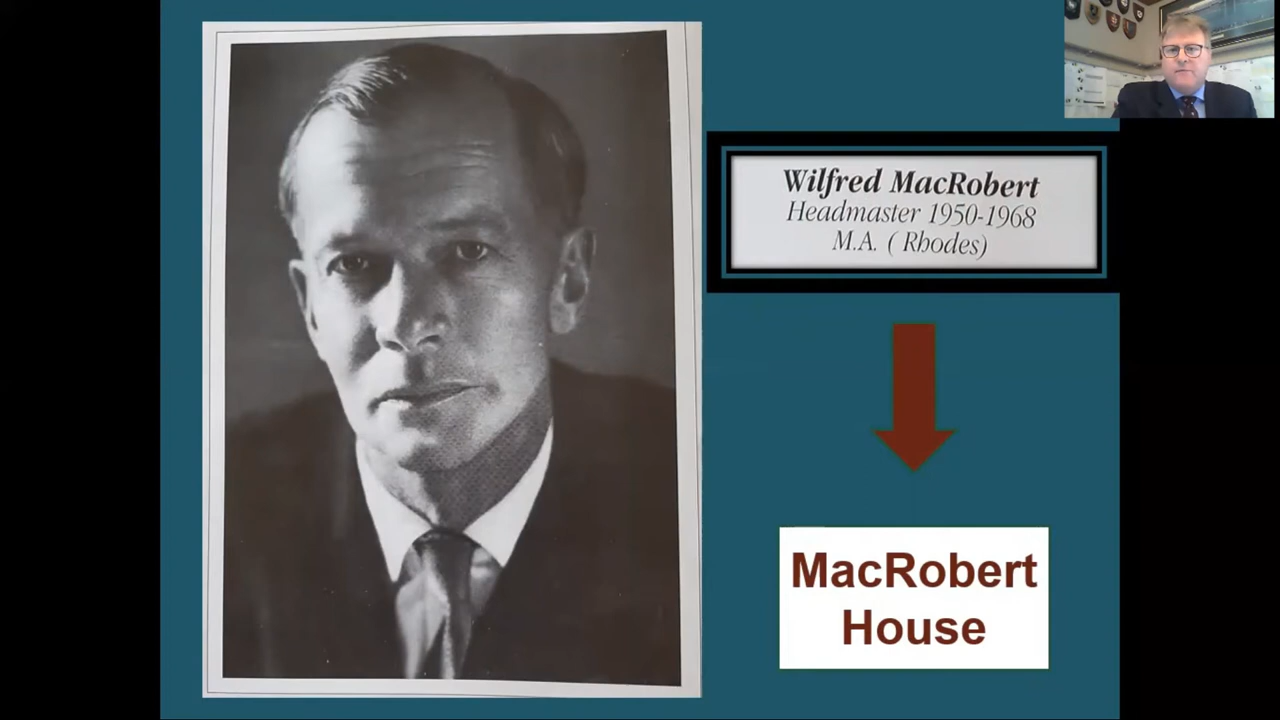 Wilfred MacRobert
Headmaster 1950-1968
M.A. ( Rhodes)
MacRobert
House